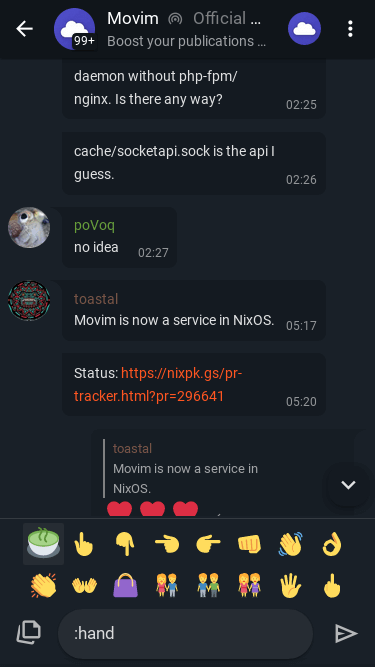 Movim Official ...
Boost your publications ...
99+
daemon without php-fpm/
nginx. Is there any way?
02:25
cache/socketapi.sock is the api I
guess.
02:26
poVoq
no idea
02:27
toastal
Movim is now a service in NixOS.
05:17
Status: https://nixpk.gs/pr-
tracker.html?pr=296641
05:20
toastal
Movim is now a service in
NixOS.
:hand